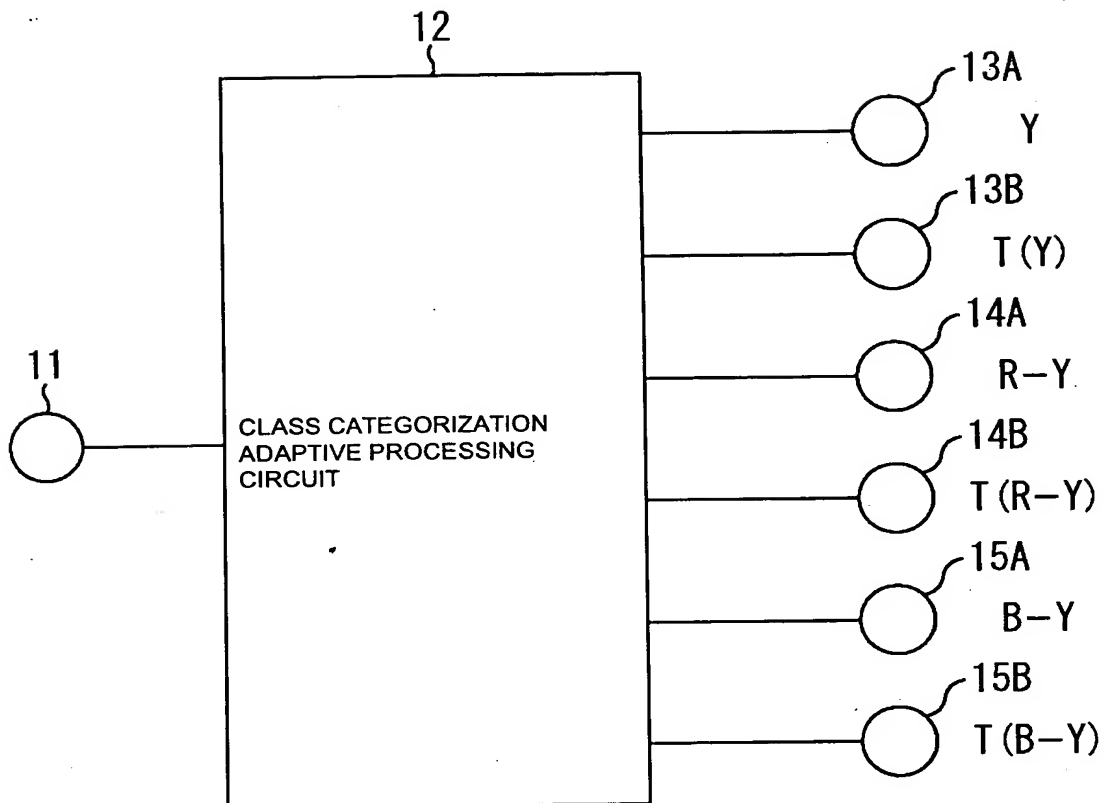 12
13A
Y
13B
T(Y)
14A
R-Y
11
CLASS CATEGORIZATION
ADAPTIVE PROCESSING
CIRCUIT
14B
T(R-Y)
15A
B-Y
15B
T(B-Y)